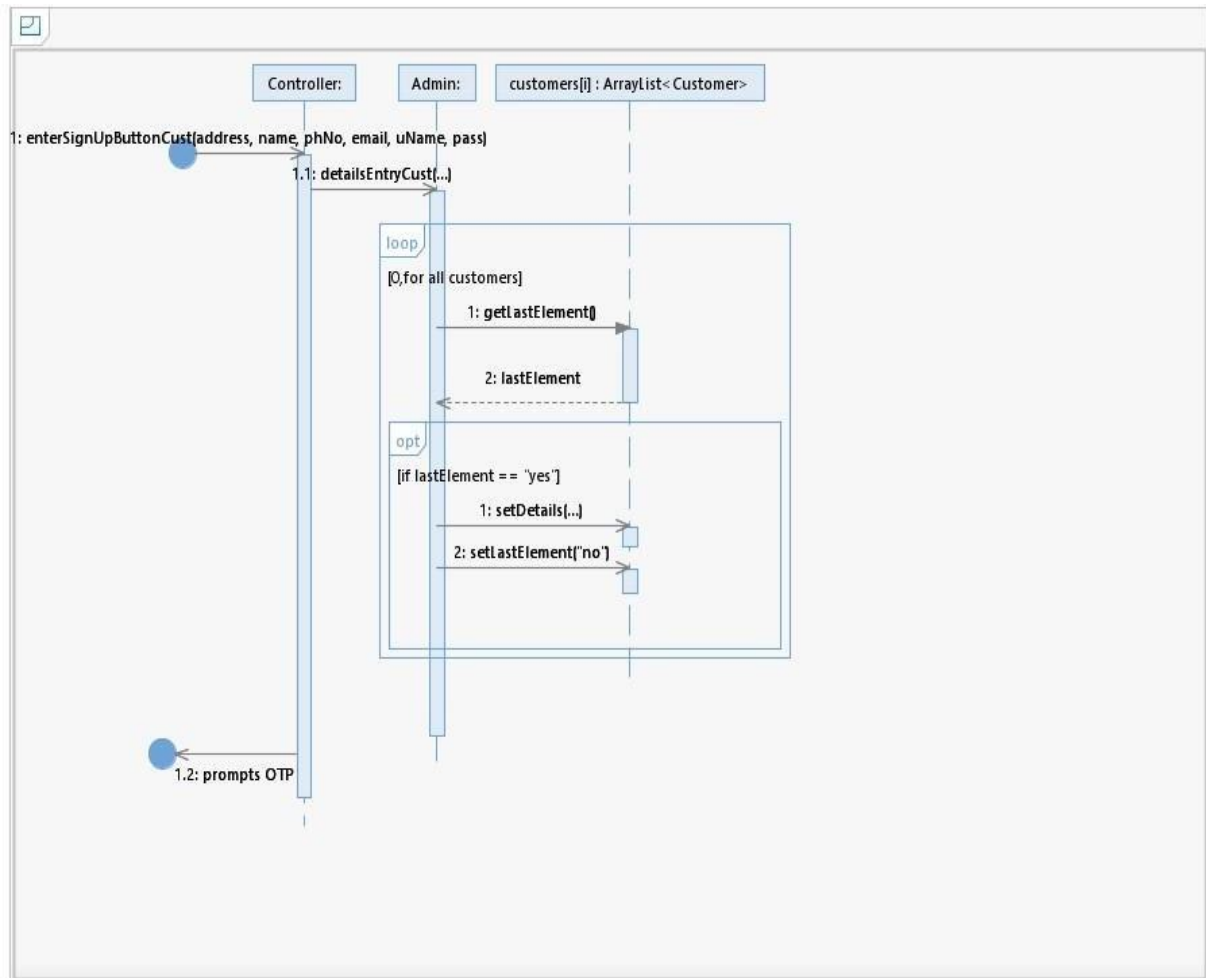 Controller:
Admin:
customers[i] : ArrayList<Customer>
1: enterSignUpButtonCust(address, name, phNo, email, uName, pass)
1.1: detailsEntryCust(...)
loop
[0,for all customers]
1: getLastElement()
2: lastElement
opt
[if lastElement == "yes"]
1: setDetails(...)
2: setLastElement("no")
1.2: prompts OTP